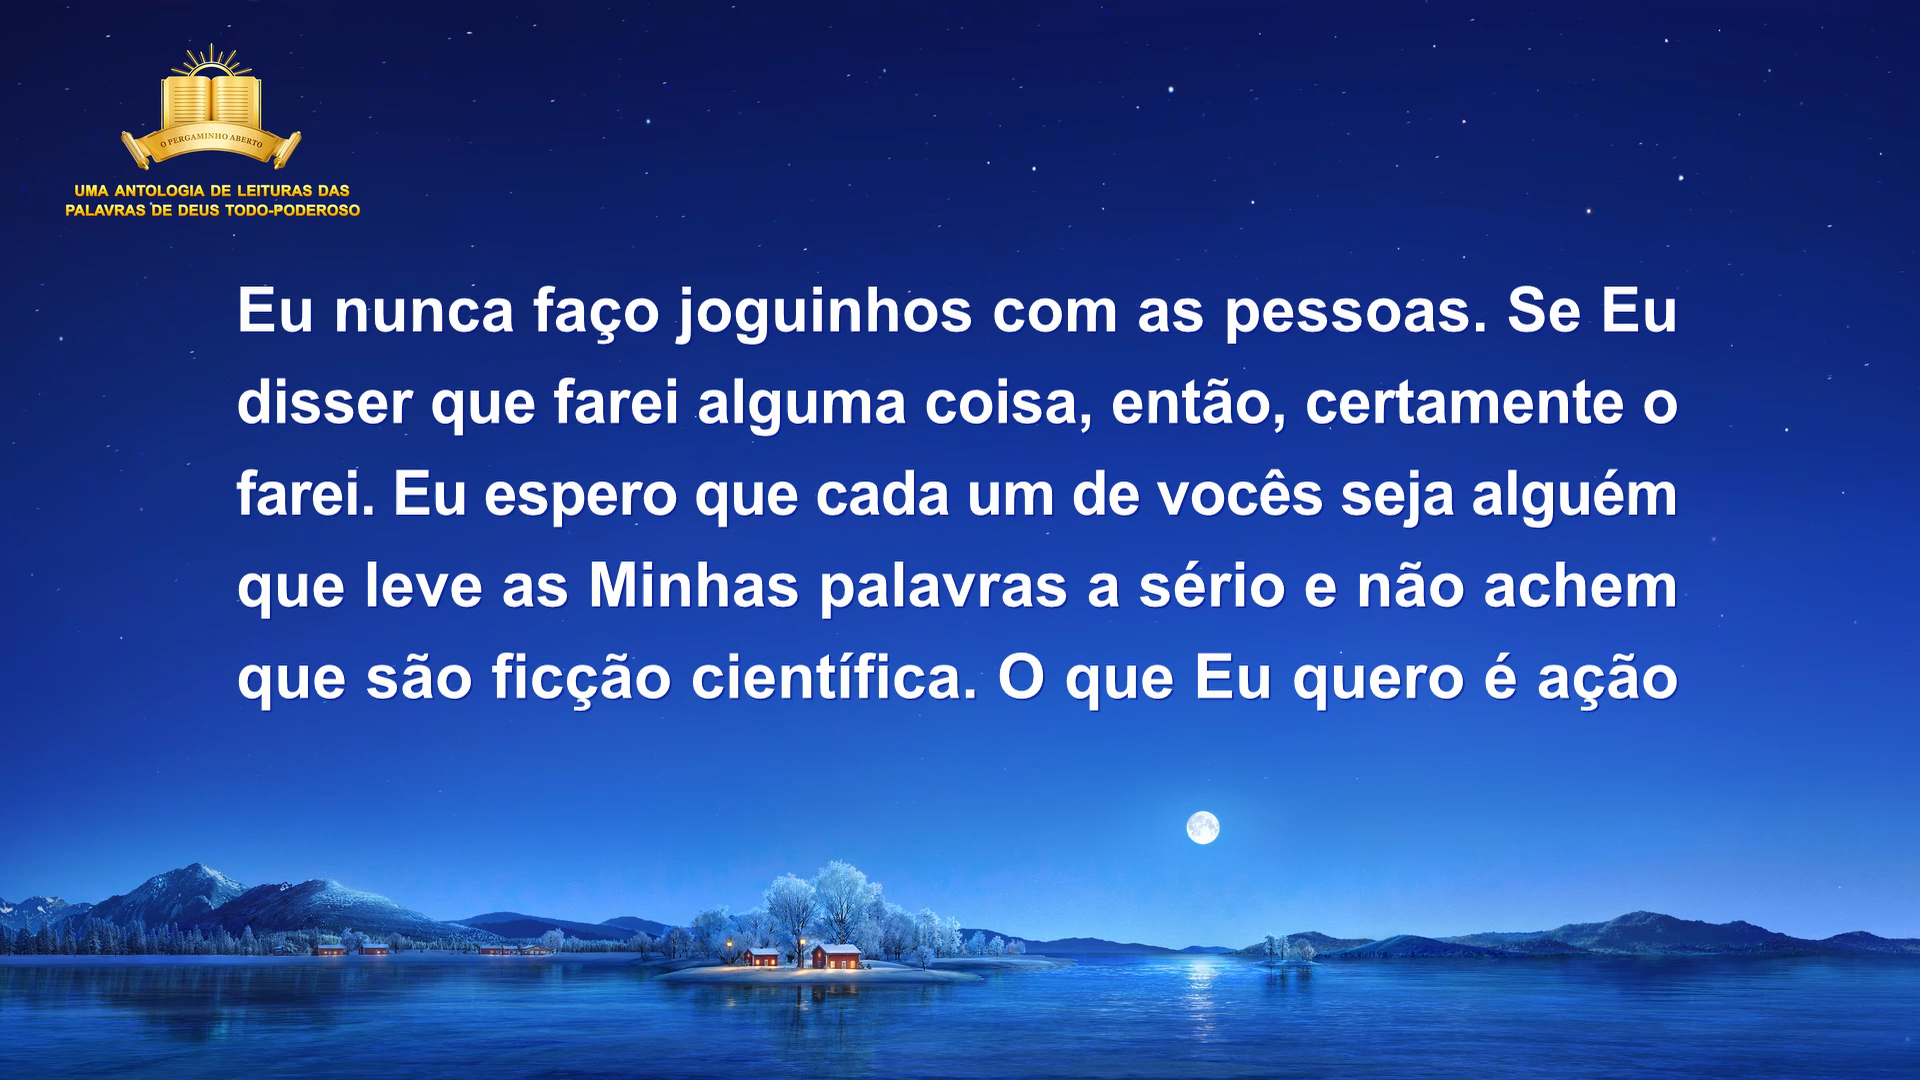 O PERGAMINHO ABERTO
UMA ANTOLOGIA DE LEITURAS DAS
PALAVRAS DE DEUS TODO-PODEROSO
Eu nunca faço joguinhos com as pessoas. Se Eu
disser que farei alguma coisa, então, certamente o
farei. Eu espero que cada um de vocês seja alguém
que leve as Minhas palavras a sério e não achem
que são ficção científica. O que Eu quero é ação